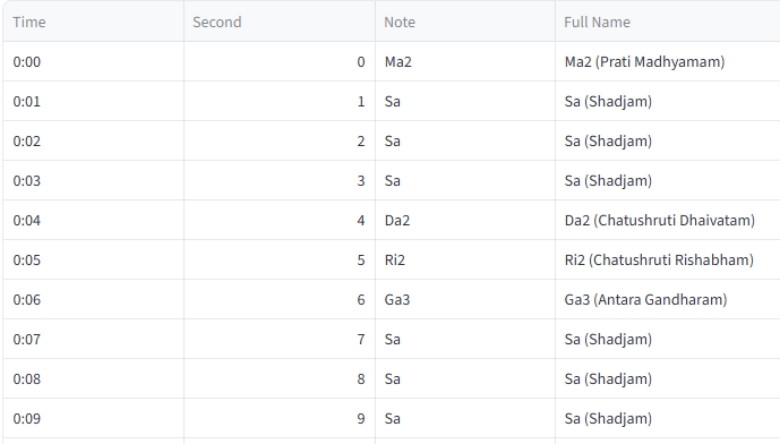 Time Second Note Full Name
0:00 0 Ma2 Ma2 (Prati Madhyamam)
0:01 1 Sa Sa (Shadjam)
0:02 2 Sa Sa (Shadjam)
0:03 3 Sa Sa (Shadjam)
0:04 4 Da2 Da2 (Chatushruti Dhaivatam)
0:05 5 Ri2 Ri2 (Chatushruti Rishabham)
0:06 6 Ga3 Ga3 (Antara Gandharam)
0:07 7 Sa Sa (Shadjam)
0:08 8 Sa Sa (Shadjam)
0:09 9 Sa Sa (Shadjam)